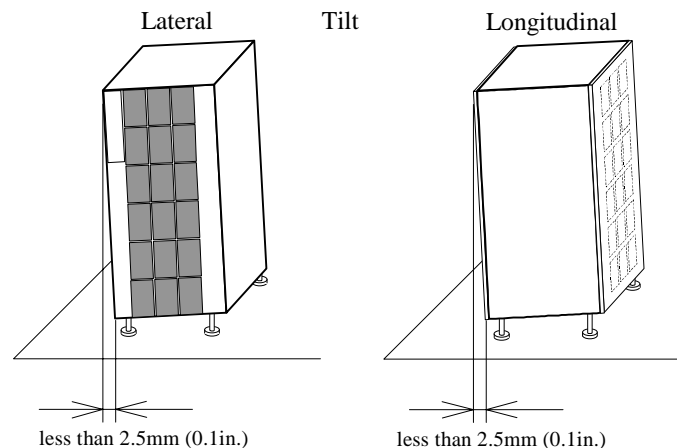 Lateral Tilt Longitudinal
less than 2.5mm (0.1in.) less than 2.5mm (0.1in.)